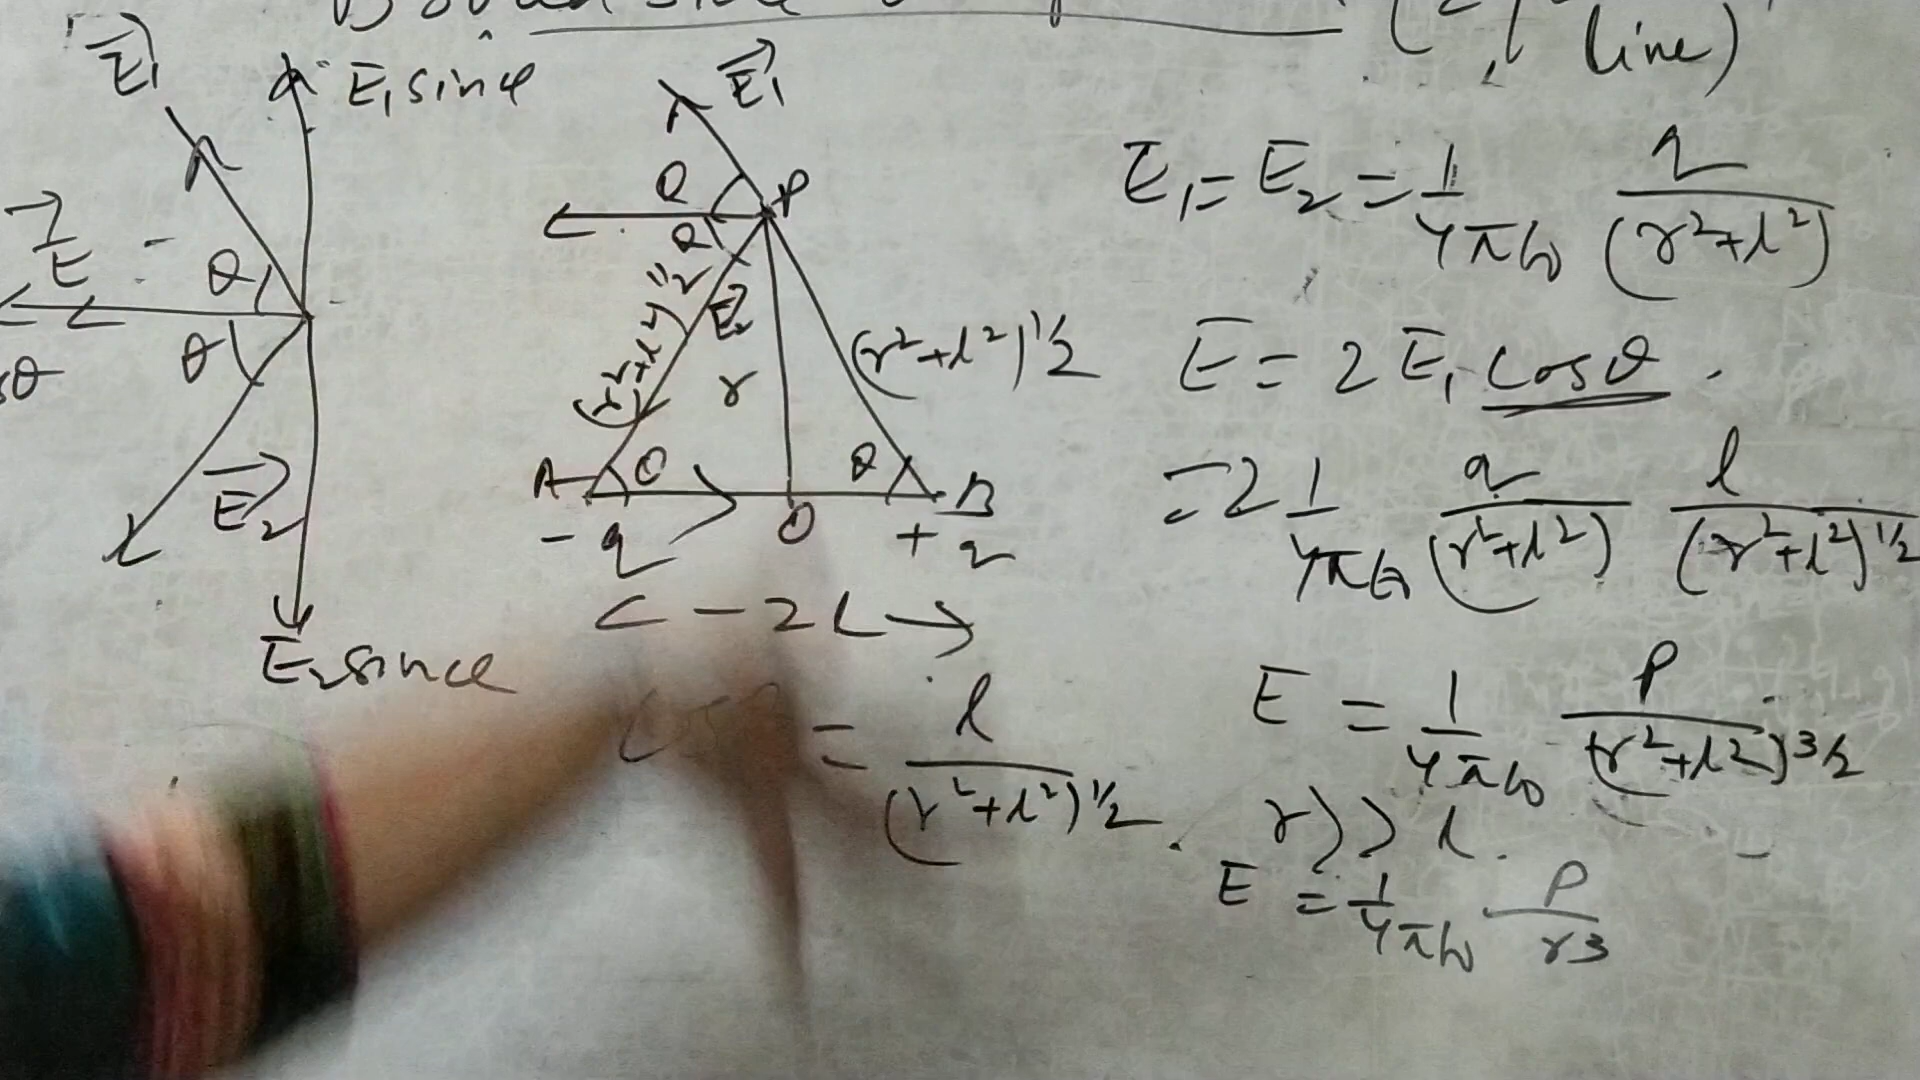 (
line)
E₁
E₁ sinθ
E₁
θ
P
E₁ = E₂ = 1/4πε₀ q/(r²+l²)
E
θ
θ
θ
(r²+l²)^1/2
E₂
r
(r²+l²)^1/2
E = 2E₁ cosθ.
E₂
A
θ
θ
B
-q
O
+q
= 2 1/4πε₀ q/(r²+l²) l/(r²+l²)^1/2
← 2l →
E₂ sinθ
= l/(r²+l²)^1/2.
E = 1/4πε₀ P/(r²+l²)^3/2
r >> l.
E = 1/4πε₀ P/r3